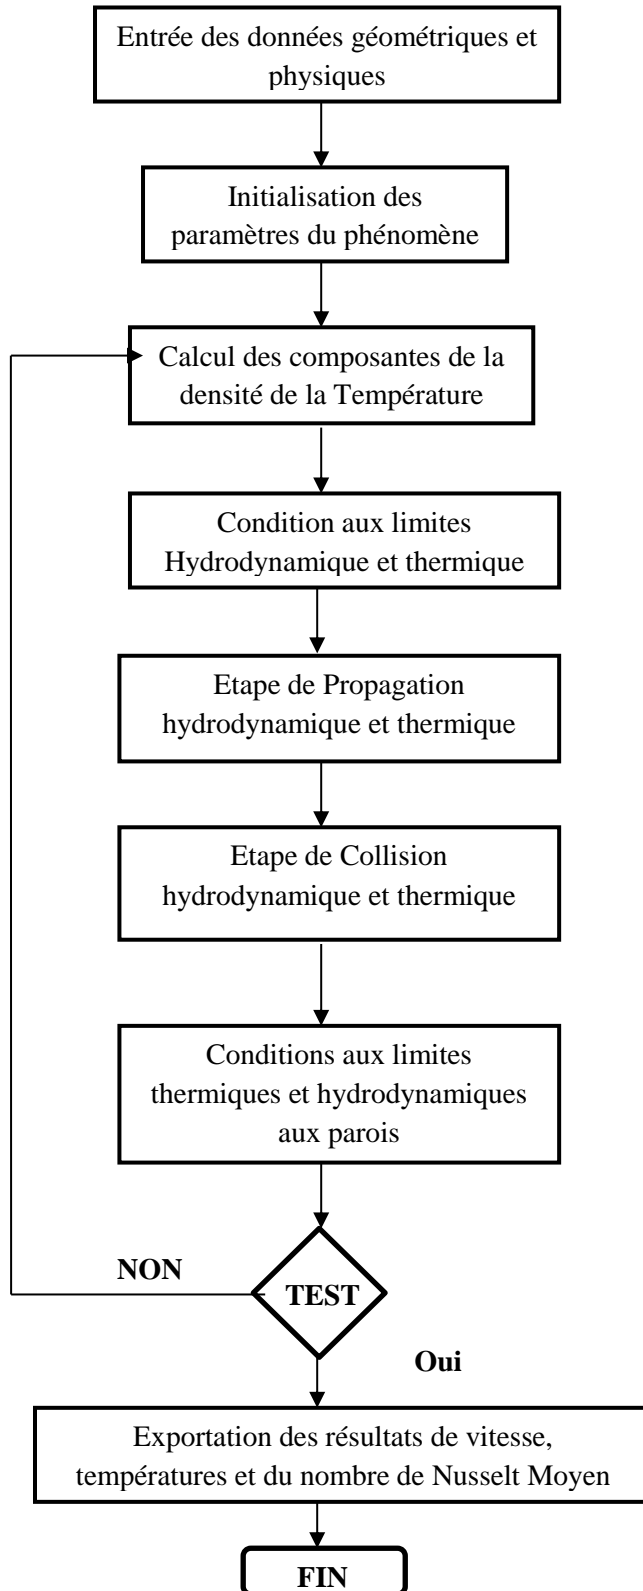 Entrée des données géométriques et
physiques
Initialisation des
paramètres du phénomène
Calcul des composantes de la
densité de la Température
Condition aux limites
Hydrodynamique et thermique
Etape de Propagation
hydrodynamique et thermique
Etape de Collision
hydrodynamique et thermique
Conditions aux limites
thermiques et hydrodynamiques
aux parois
NON
TEST
Oui
Exportation des résultats de vitesse,
températures et du nombre de Nusselt Moyen
FIN